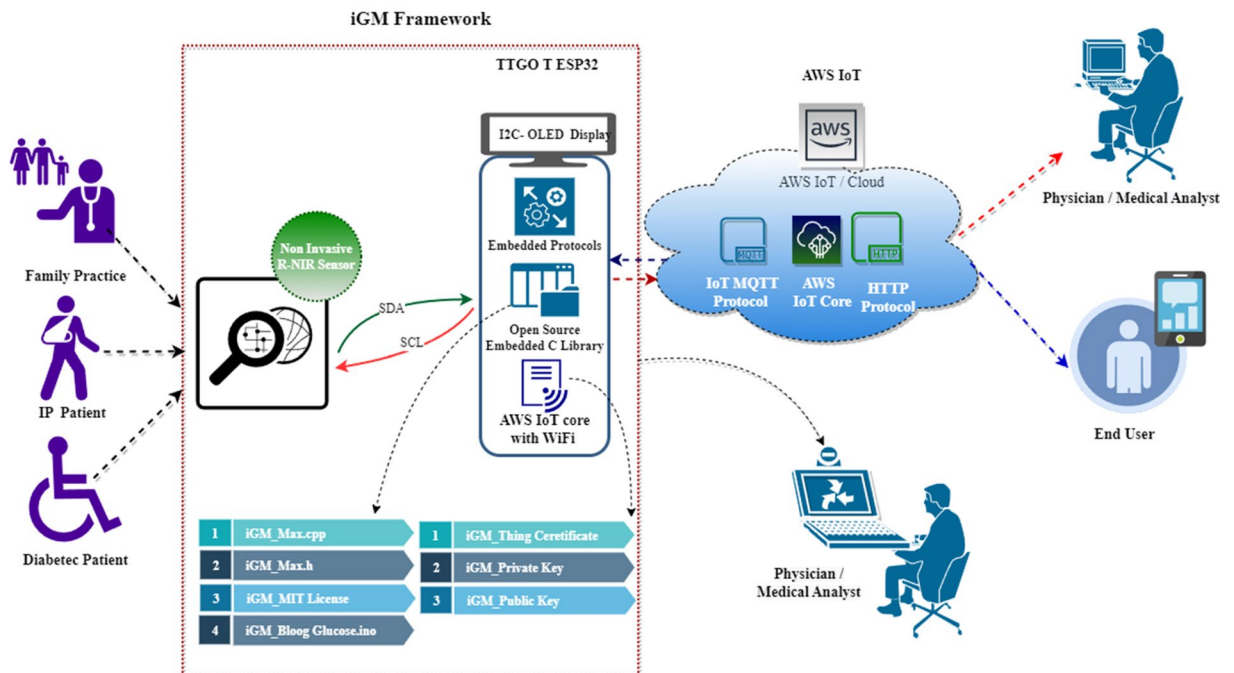 iGM Framework
TTGO T ESP32
I2C- OLED Display
Embedded Protocols
Open Source
Embedded C Library
AWS IoT core
with WiFi
Non Invasive
R-NIR Sensor
SDA
SCL
Family Practice
IP Patient
Diabetec Patient
1 iGM_Max.cpp
2 iGM_Max.h
3 iGM_MIT License
4 iGM_Bloog Glucose.ino
1 iGM_Thing Ceretificate
2 iGM_Private Key
3 iGM_Public Key
AWS IoT
aws
AWS IoT / Cloud
MQTT
HTTP
IoT MQTT
Protocol
AWS
IoT Core
HTTP
Protocol
Physician / Medical Analyst
End User
Physician /
Medical Analyst